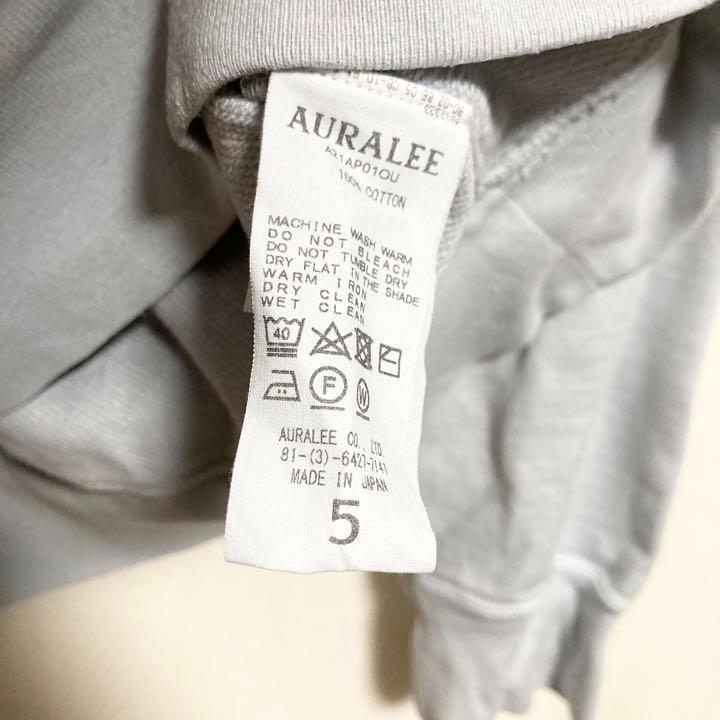 AURALEE
A21AP01OU
100% COTTON
MACHINE WASH WARM
DO NOT BLEACH
DO NOT TUMBLE DRY
DRY FLAT IN THE SHADE
WARM IRON
DRY CLEAN
WET CLEAN
40
F
W
AURALEE CO., LTD.
81-(3)-6427-7141
MADE IN JAPAN
5